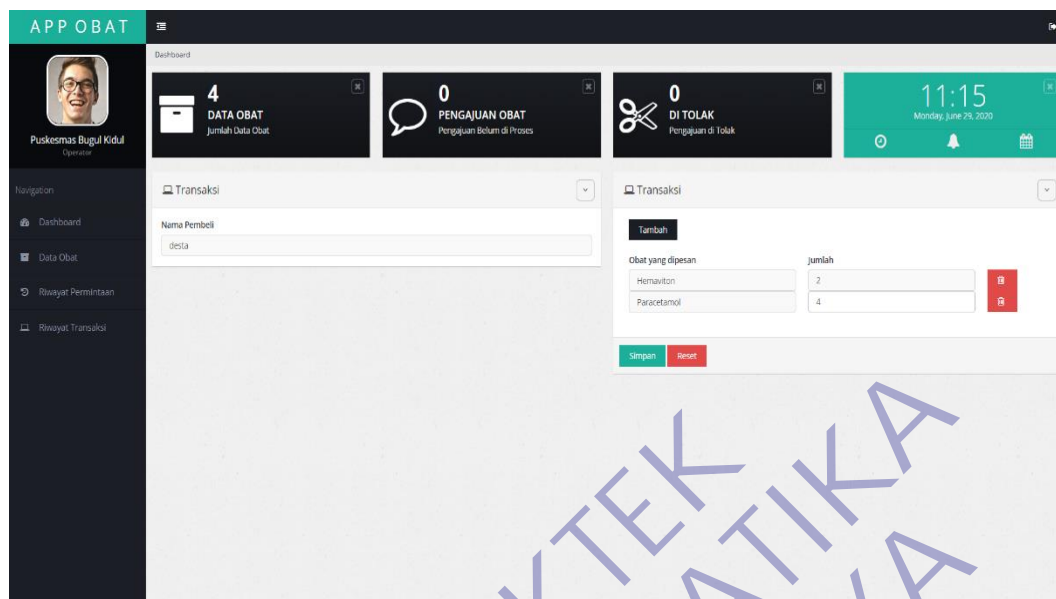 APP OBAT
Puskesmas Bugul Kidul
Operator
Navigation
Dashboard
Data Obat
Riwayat Permintaan
Riwayat Transaksi
Dashboard
4
DATA OBAT
Jumlah Data Obat
0
PENGAJUAN OBAT
Pengajuan Belum di Proses
0
DI TOLAK
Pengajuan di Tolak
11:15
Monday, June 29, 2020
Transaksi
Nama Pembeli
desta
Transaksi
Tambah
Obat yang dipesan Jumlah
Hemaviton 2
Paracetamol 4
Simpan Reset